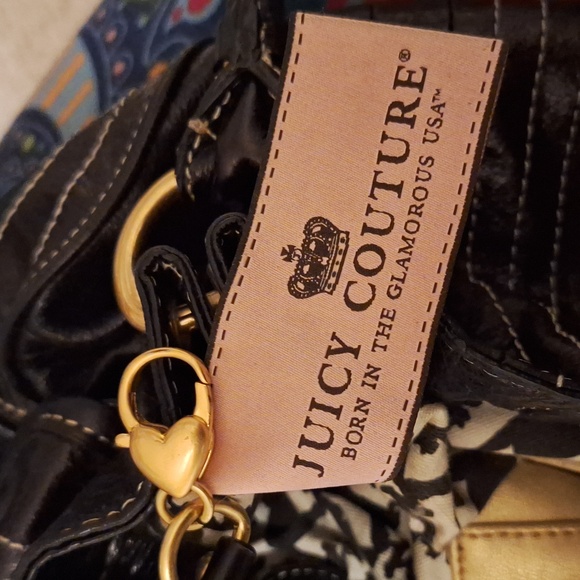 JUICY COUTURE®
BORN IN THE GLAMOROUS USA™